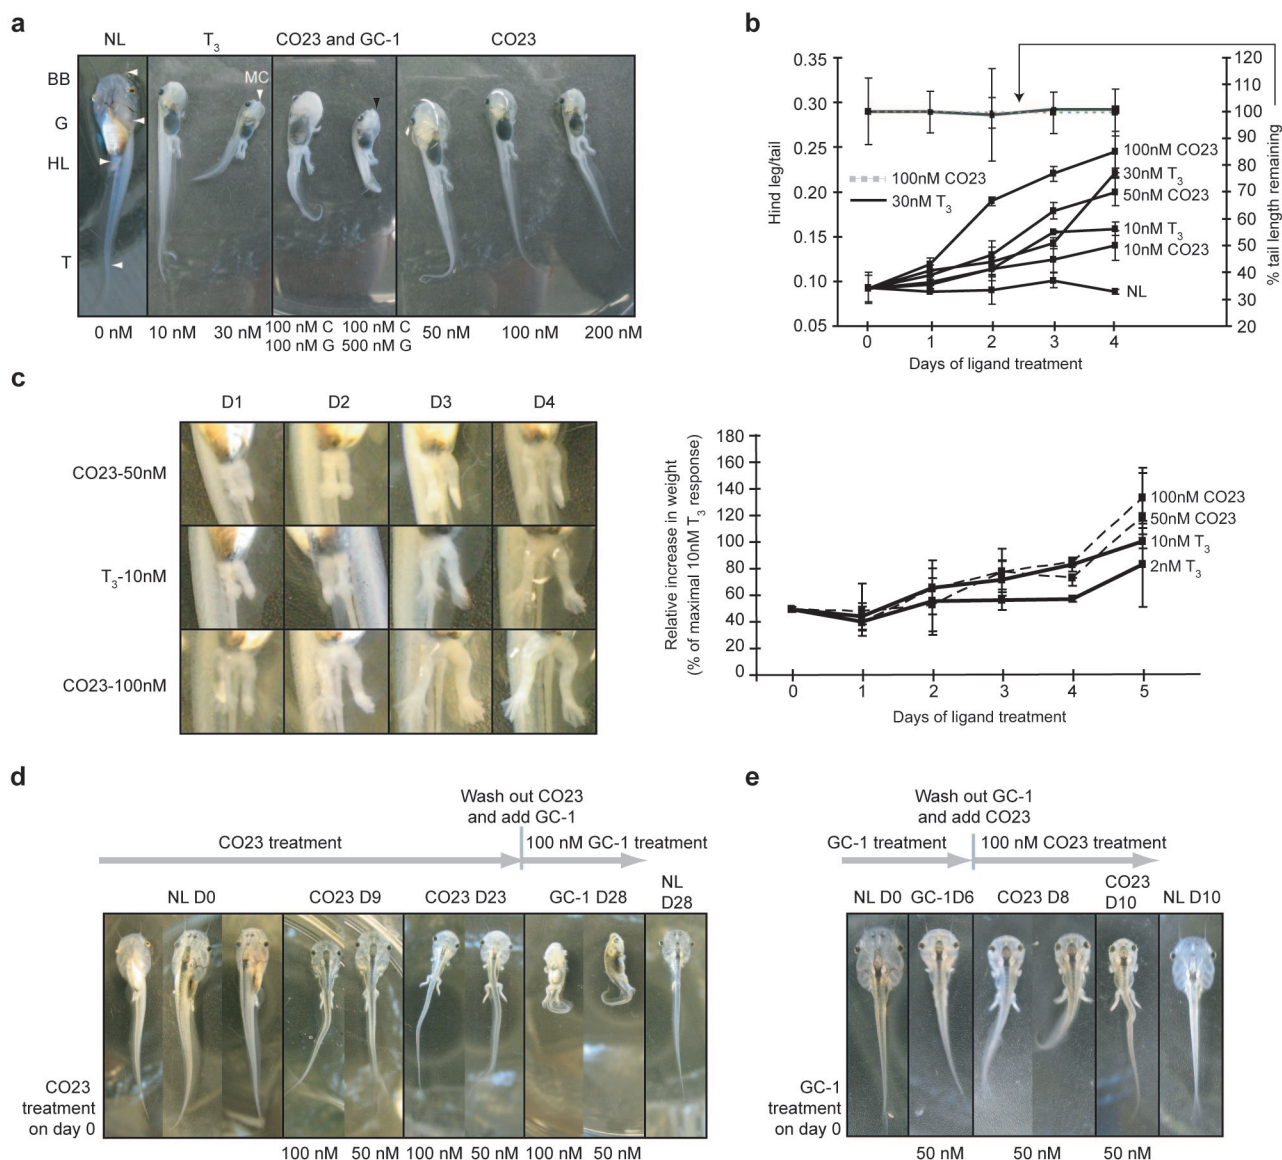 a
NL
T3
CO23 and GC-1
CO23
BB
G
HL
T
MC
0 nM
10 nM
30 nM
100 nM C
100 nM G
100 nM C
500 nM G
50 nM
100 nM
200 nM
b
Hind leg/tail
0.35
0.30
0.25
0.20
0.15
0.10
0.05
120
110
100
90
80
70
60
50
40
30
20
% tail length remaining
100nM CO23
30nM T3
100nM CO23
30nM T3
50nM CO23
10nM T3
10nM CO23
NL
0 1 2 3 4
Days of ligand treatment
c
D1 D2 D3 D4
CO23-50nM
T3-10nM
CO23-100nM
Relative increase in weight
(% of maximal 10nM T3 response)
180
160
140
120
100
80
60
40
20
0
100nM CO23
50nM CO23
10nM T3
2nM T3
0 1 2 3 4 5
Days of ligand treatment
d
Wash out CO23
and add GC-1
CO23 treatment
100 nM GC-1 treatment
NL D0
CO23 D9
CO23 D23
GC-1 D28
NL
D28
CO23
treatment
on day 0
100 nM 50 nM 100 nM 50 nM 100 nM 50 nM
e
Wash out GC-1
and add CO23
GC-1 treatment
100 nM CO23 treatment
NL D0
GC-1D6
CO23 D8
CO23
D10
NL D10
GC-1
treatment
on day 0
50 nM
50 nM
50 nM